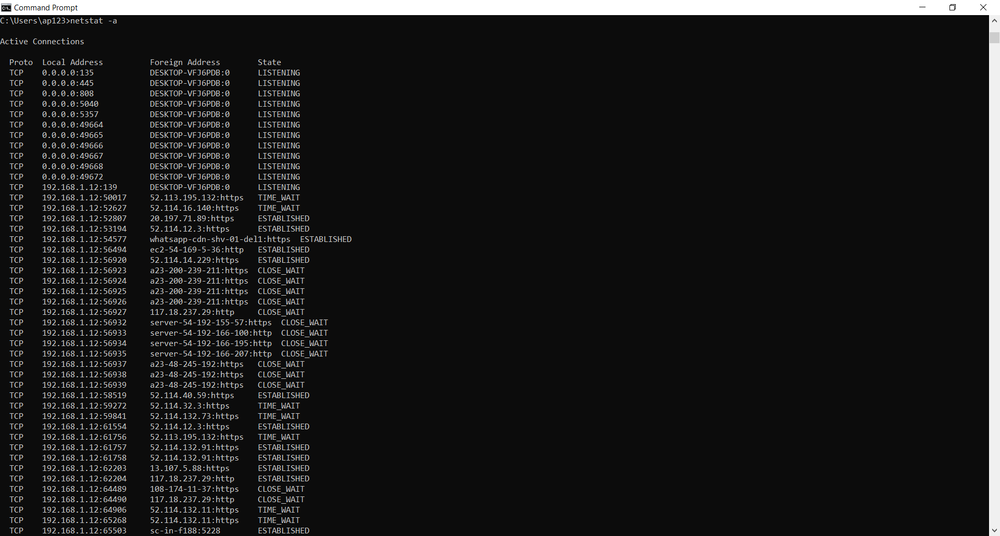 Command Prompt
C:\Users\ap123>netstat -a
Active Connections
Proto  Local Address          Foreign Address        State
TCP    0.0.0.0:135            DESKTOP-VFJ6PDB:0      LISTENING
TCP    0.0.0.0:445            DESKTOP-VFJ6PDB:0      LISTENING
TCP    0.0.0.0:808            DESKTOP-VFJ6PDB:0      LISTENING
TCP    0.0.0.0:5040           DESKTOP-VFJ6PDB:0      LISTENING
TCP    0.0.0.0:5357           DESKTOP-VFJ6PDB:0      LISTENING
TCP    0.0.0.0:49664          DESKTOP-VFJ6PDB:0      LISTENING
TCP    0.0.0.0:49665          DESKTOP-VFJ6PDB:0      LISTENING
TCP    0.0.0.0:49666          DESKTOP-VFJ6PDB:0      LISTENING
TCP    0.0.0.0:49667          DESKTOP-VFJ6PDB:0      LISTENING
TCP    0.0.0.0:49668          DESKTOP-VFJ6PDB:0      LISTENING
TCP    0.0.0.0:49672          DESKTOP-VFJ6PDB:0      LISTENING
TCP    192.168.1.12:139       DESKTOP-VFJ6PDB:0      LISTENING
TCP    192.168.1.12:50017     52.113.195.132:https   TIME_WAIT
TCP    192.168.1.12:52627     52.114.16.140:https    TIME_WAIT
TCP    192.168.1.12:52807     20.197.71.89:https     ESTABLISHED
TCP    192.168.1.12:53194     52.114.12.3:https      ESTABLISHED
TCP    192.168.1.12:54577     whatsapp-cdn-shv-01-del1:https  ESTABLISHED
TCP    192.168.1.12:56494     ec2-54-169-5-36:http   ESTABLISHED
TCP    192.168.1.12:56920     52.114.14.229:https    ESTABLISHED
TCP    192.168.1.12:56923     a23-200-239-211:https  CLOSE_WAIT
TCP    192.168.1.12:56924     a23-200-239-211:https  CLOSE_WAIT
TCP    192.168.1.12:56925     a23-200-239-211:https  CLOSE_WAIT
TCP    192.168.1.12:56926     a23-200-239-211:https  CLOSE_WAIT
TCP    192.168.1.12:56927     117.18.237.29:http     CLOSE_WAIT
TCP    192.168.1.12:56932     server-54-192-155-57:https  CLOSE_WAIT
TCP    192.168.1.12:56933     server-54-192-166-100:http  CLOSE_WAIT
TCP    192.168.1.12:56934     server-54-192-166-195:http  CLOSE_WAIT
TCP    192.168.1.12:56935     server-54-192-166-207:http  CLOSE_WAIT
TCP    192.168.1.12:56937     a23-48-245-192:https   CLOSE_WAIT
TCP    192.168.1.12:56938     a23-48-245-192:https   CLOSE_WAIT
TCP    192.168.1.12:56939     a23-48-245-192:https   CLOSE_WAIT
TCP    192.168.1.12:58519     52.114.40.59:https     ESTABLISHED
TCP    192.168.1.12:59272     52.114.32.3:https      TIME_WAIT
TCP    192.168.1.12:59841     52.114.132.73:https    TIME_WAIT
TCP    192.168.1.12:61554     52.114.12.3:https      ESTABLISHED
TCP    192.168.1.12:61756     52.113.195.132:https   TIME_WAIT
TCP    192.168.1.12:61757     52.114.132.91:https    ESTABLISHED
TCP    192.168.1.12:61758     52.114.132.91:https    ESTABLISHED
TCP    192.168.1.12:62203     13.107.5.88:https      ESTABLISHED
TCP    192.168.1.12:62204     117.18.237.29:http     ESTABLISHED
TCP    192.168.1.12:64489     108-174-11-37:https    CLOSE_WAIT
TCP    192.168.1.12:64490     117.18.237.29:http     CLOSE_WAIT
TCP    192.168.1.12:64906     52.114.132.11:https    TIME_WAIT
TCP    192.168.1.12:65268     52.114.132.11:https    TIME_WAIT
TCP    192.168.1.12:65503     sc-in-f188:5228        ESTABLISHED